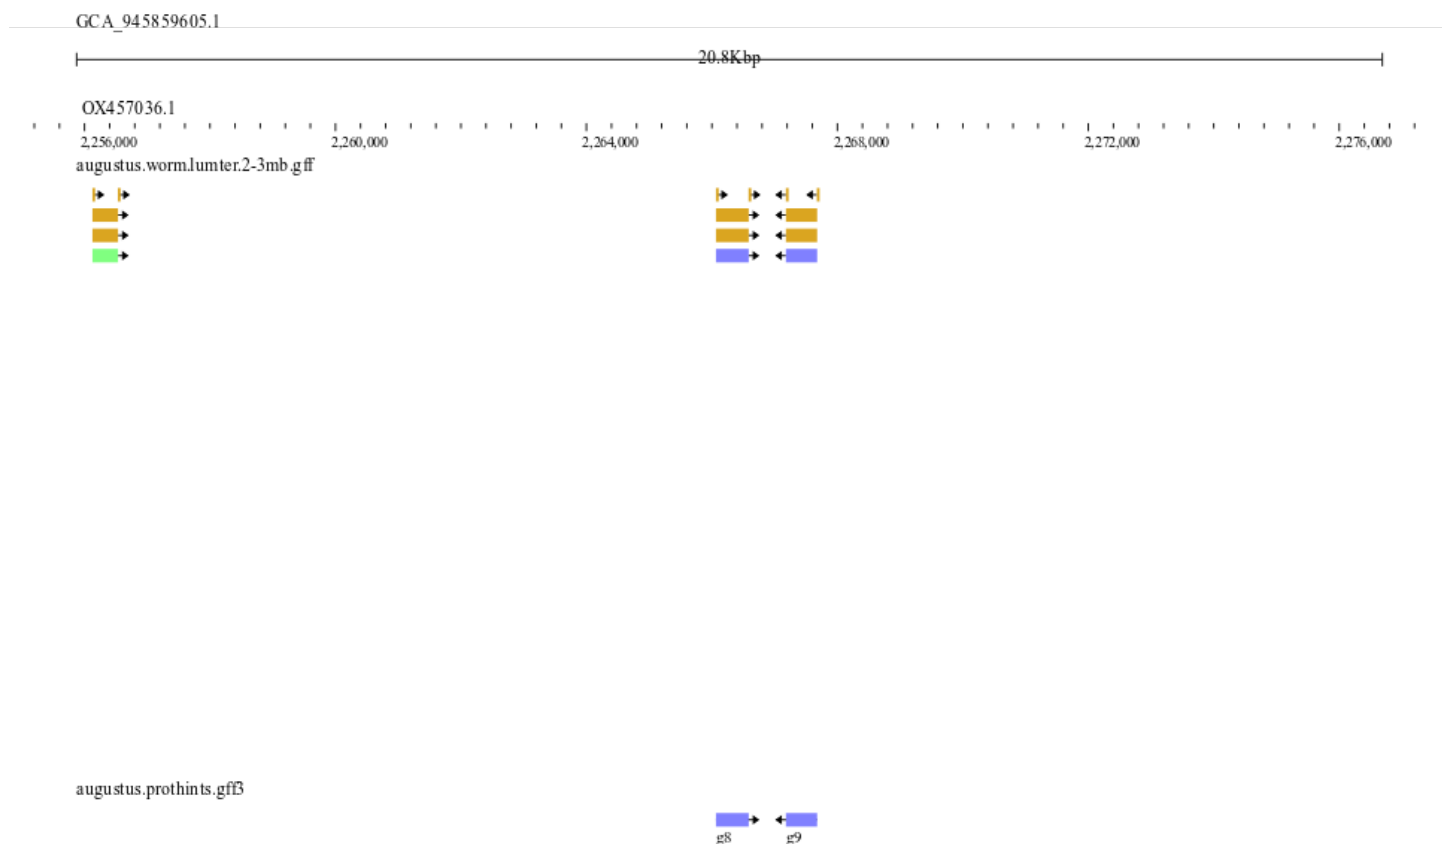 GCA_945859605.1
20.8Kbp
OX457036.1
2,256,000 2,260,000 2,264,000 2,268,000 2,272,000 2,276,000
augustus.worm.lumter.2-3mb.gff
augustus.prothints.gff3
g8 g9